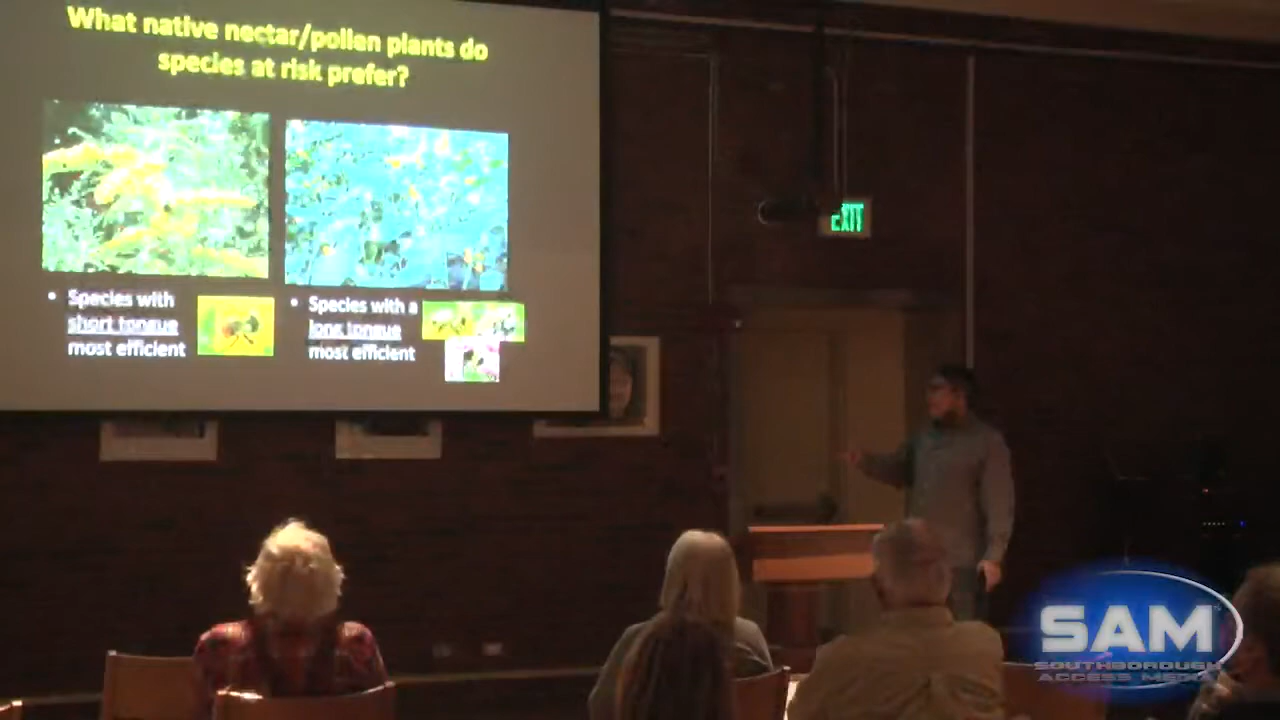 What native nectar/pollen plants do
species at risk prefer?
• Species with
short tongue
most efficient
• Species with a
long tongue
most efficient
EXIT
SAM
SOUTHBOROUGH
ACCESS MEDIA